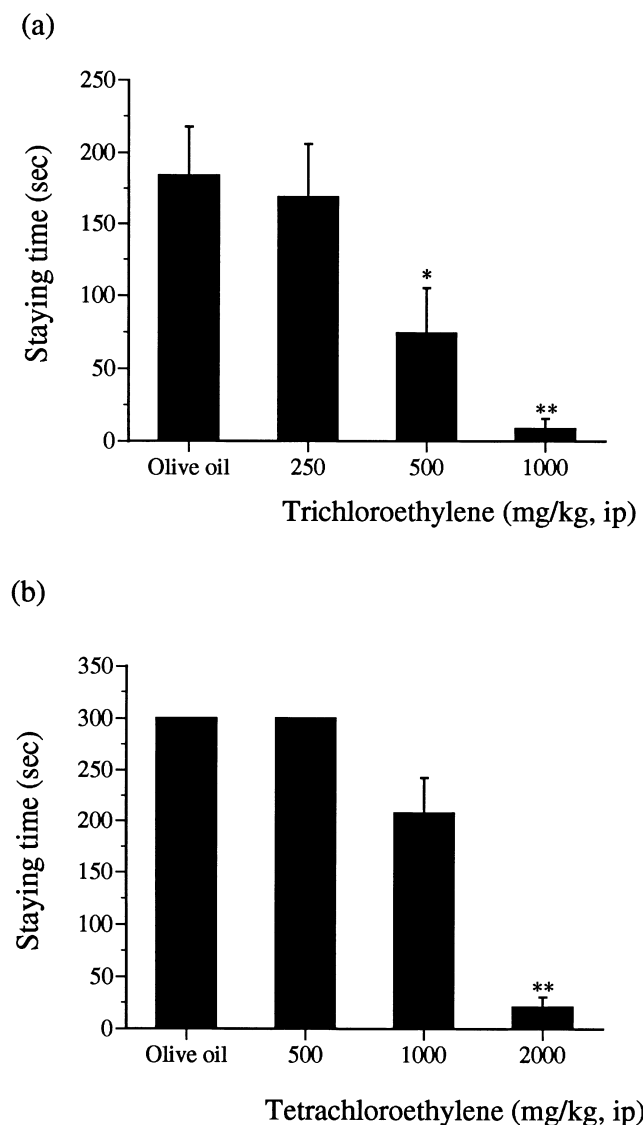 (a)
250
200
150
100
50
0
Staying time (sec)
*
**
Olive oil 250 500 1000
Trichloroethylene (mg/kg, ip)
(b)
350
300
250
200
150
100
50
0
Staying time (sec)
**
Olive oil 500 1000 2000
Tetrachloroethylene (mg/kg, ip)